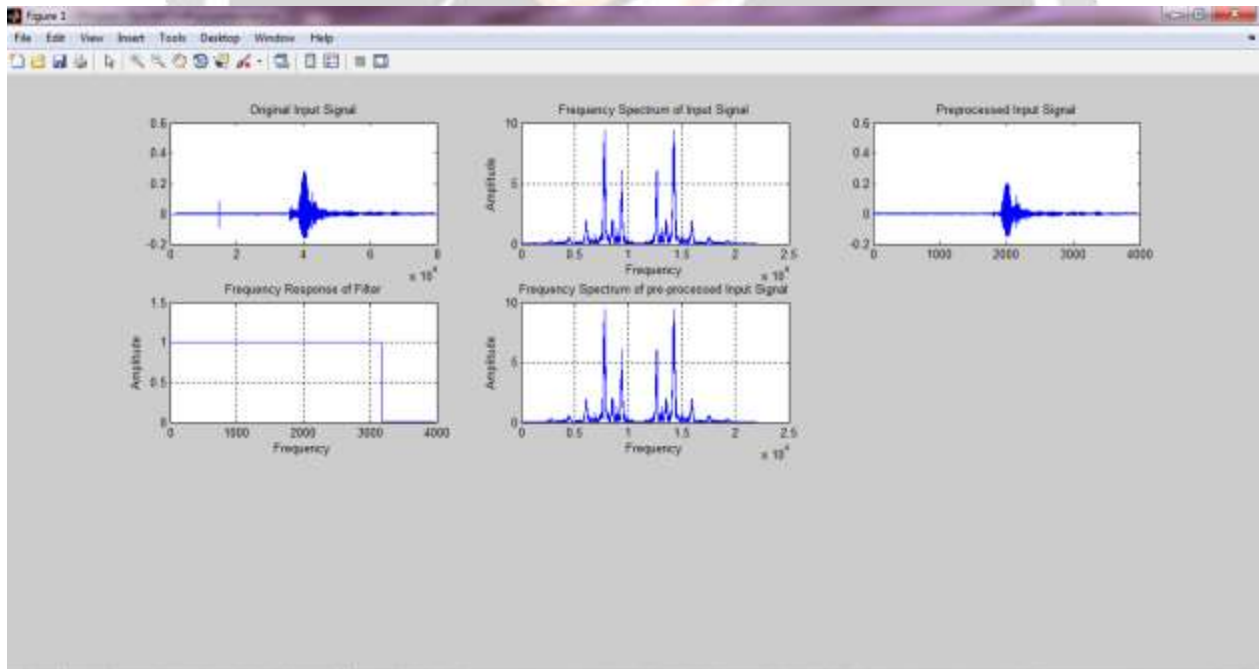 Figure 1
File Edit View Insert Tools Desktop Window Help
Original Input Signal
0.6
0.4
0.2
0
-0.2
0 2 4 6 8
x 10^4
Frequency Spectrum of Input Signal
Amplitude
10
5
0
0 0.5 1 1.5 2 2.5
Frequency
x 10^4
Preprocessed Input Signal
0.6
0.4
0.2
0
-0.2
0 1000 2000 3000 4000
Frequency Response of Filter
Amplitude
1.5
1
0.5
0
0 1000 2000 3000 4000
Frequency
Frequency Spectrum of pre-processed Input Signal
Amplitude
10
5
0
0 0.5 1 1.5 2 2.5
Frequency
x 10^4